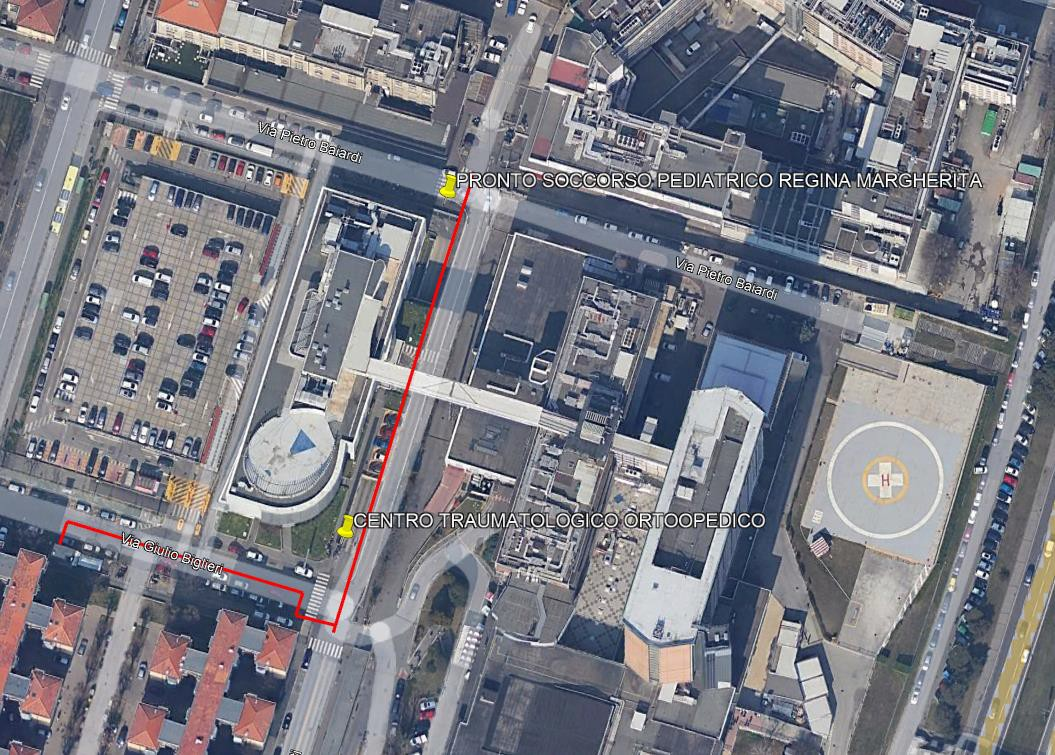 Via Pietro Baiardi
PRONTO SOCCORSO PEDIATRICO REGINA MARGHERITA
Via Pietro Baiardi
H
CENTRO TRAUMATOLOGICO ORTOOPEDICO
Via Giulio Biglieri